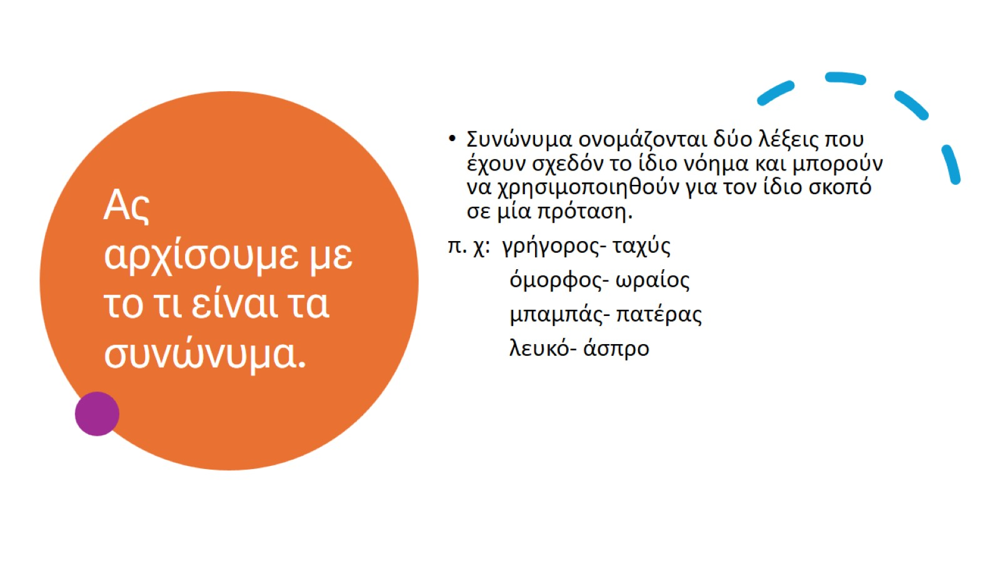 Ας
αρχίσουμε με
το τι είναι τα
συνώνυμα.
• Συνώνυμα ονομάζονται δύο λέξεις που
έχουν σχεδόν το ίδιο νόημα και μπορούν
να χρησιμοποιηθούν για τον ίδιο σκοπό
σε μία πρόταση.
π. χ: γρήγορος- ταχύς
όμορφος- ωραίος
μπαμπάς- πατέρας
λευκό- άσπρο